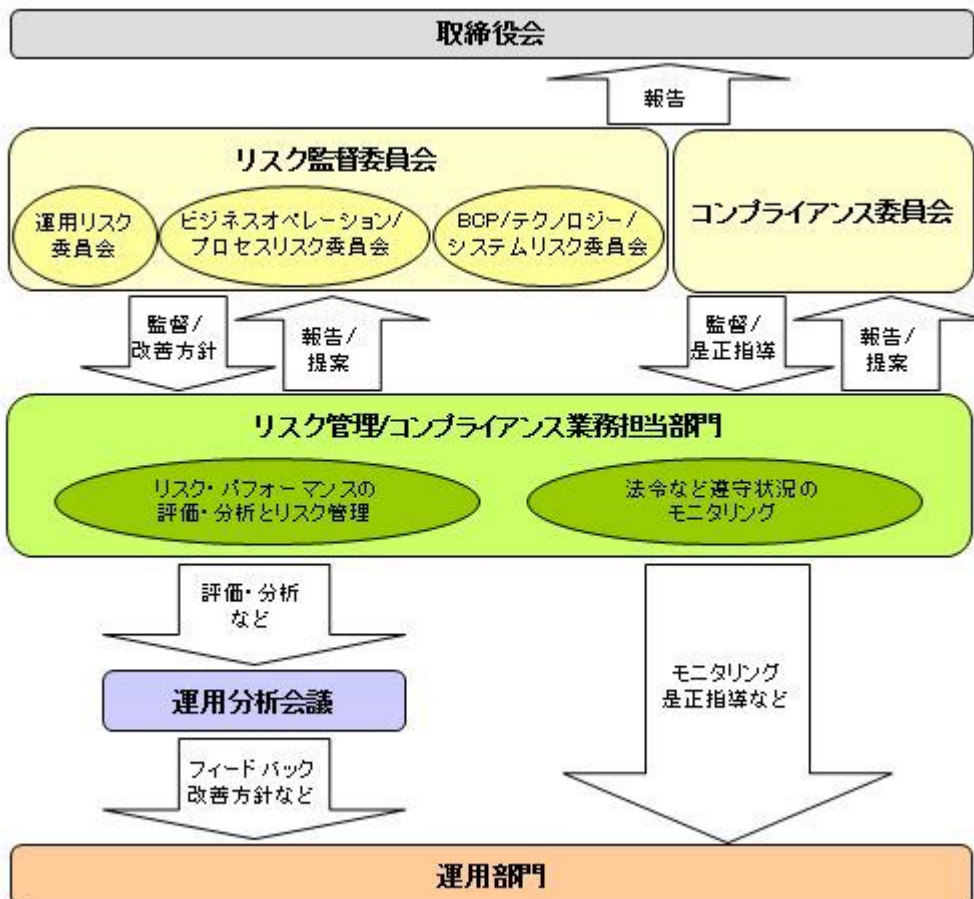 取締役会
報告
リスク監督委員会
運用リスク
委員会
ビジネスオペレーション/
プロセスリスク委員会
BCP/テクノロジー/
システムリスク委員会
コンプライアンス委員会
監督/
改善方針
報告/
提案
監督/
是正指導
報告/
提案
リスク管理/コンプライアンス業務担当部門
リスク・パフォーマンスの
評価・分析とリスク管理
法令など遵守状況の
モニタリング
評価・分析
など
運用分析会議
モニタリング
是正指導など
フィードバック
改善方針など
運用部門